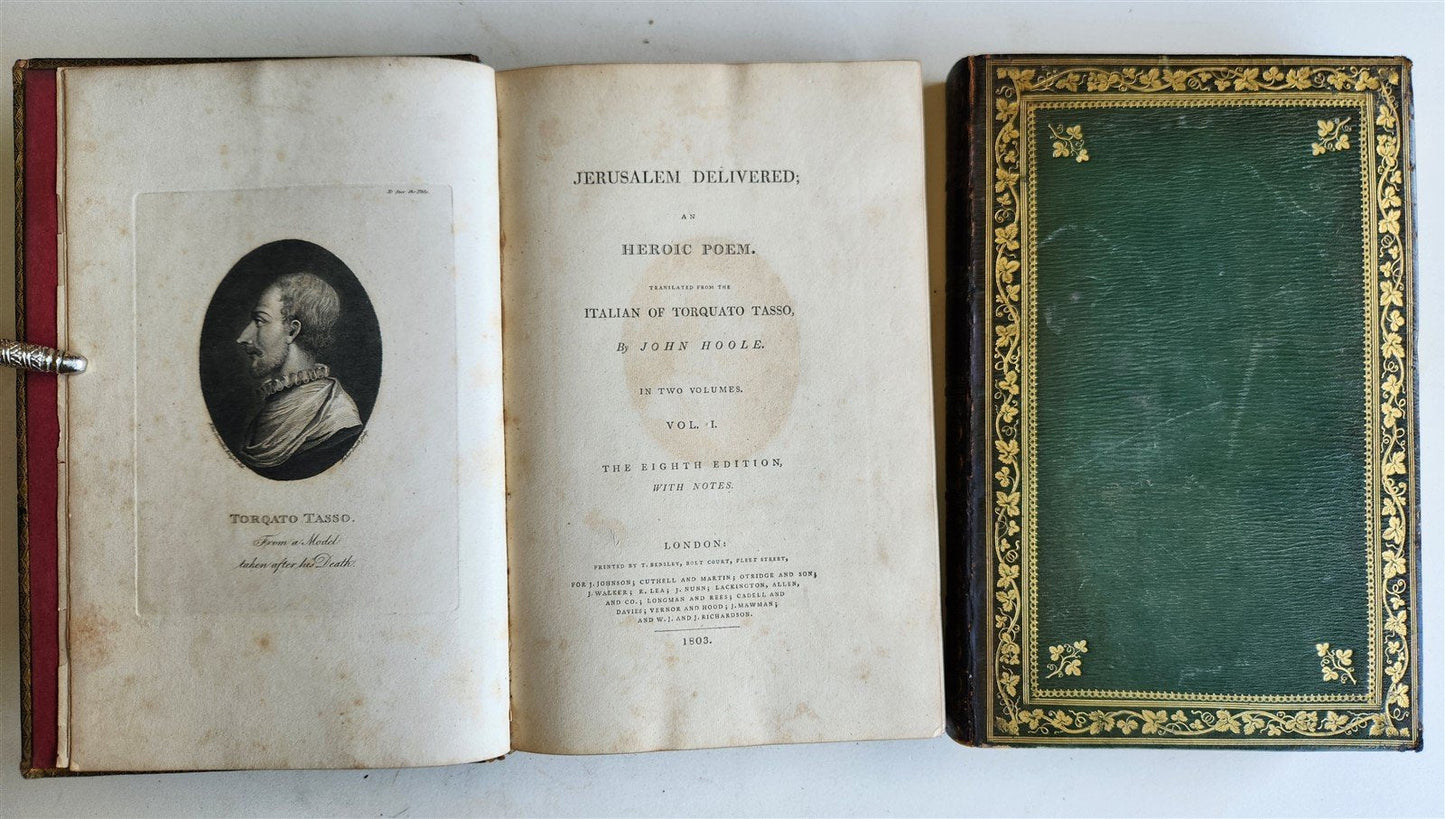 To face the Title.
TORQATO TASSO.
From a Model
taken after his Death.
JERUSALEM DELIVERED;
AN
HEROIC POEM.
TRANSLATED FROM THE
ITALIAN OF TORQUATO TASSO,
By JOHN HOOLE.
IN TWO VOLUMES.
VOL. I.
THE EIGHTH EDITION,
WITH NOTES.
LONDON:
PRINTED BY T. BENSLEY, BOLT COURT, FLEET STREET,
FOR J. JOHNSON; CUTHELL AND MARTIN; OTRIDGE AND SON;
J. WALKER; R. LEA; J. NUNN; LACKINGTON, ALLEN,
AND CO.; LONGMAN AND REES; CADELL AND
DAVIES; VERNOR AND HOOD; J. MAWMAN;
AND W. J. AND J. RICHARDSON.
1803.